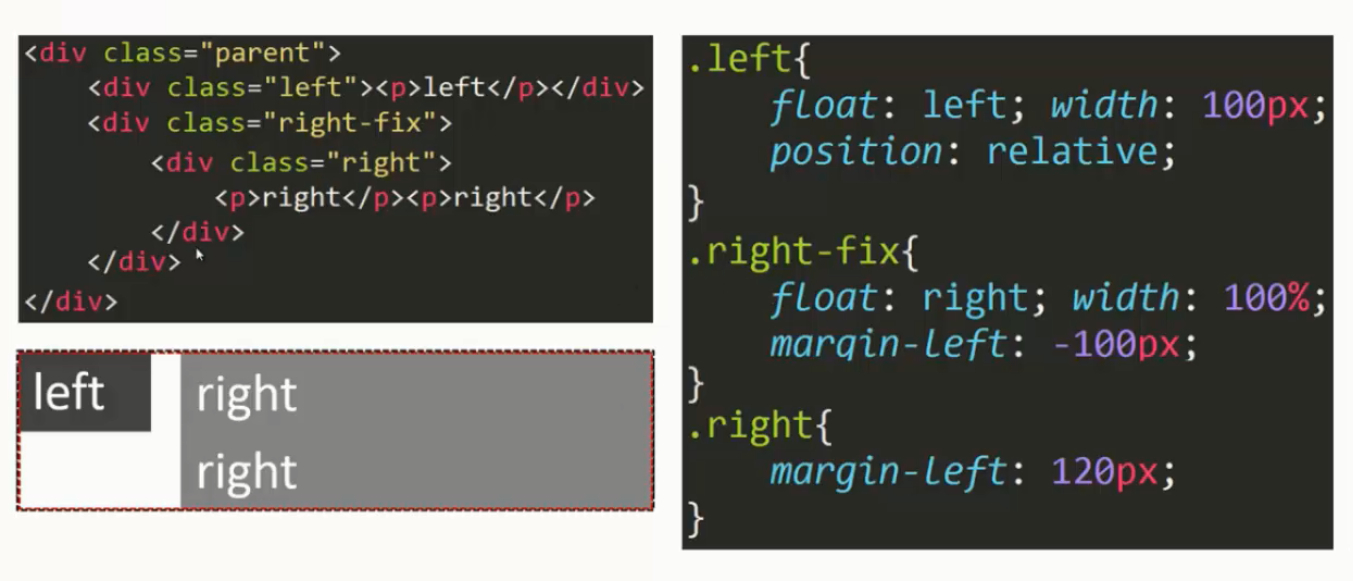 <div class="parent">
    <div class="left"><p>left</p></div>
    <div class="right-fix">
        <div class="right">
            <p>right</p><p>right</p>
        </div>
    </div>
</div>
left
right
right
.left{
    float: left; width: 100px;
    position: relative;
}
.right-fix{
    float: right; width: 100%;
    margin-left: -100px;
}
.right{
    margin-left: 120px;
}